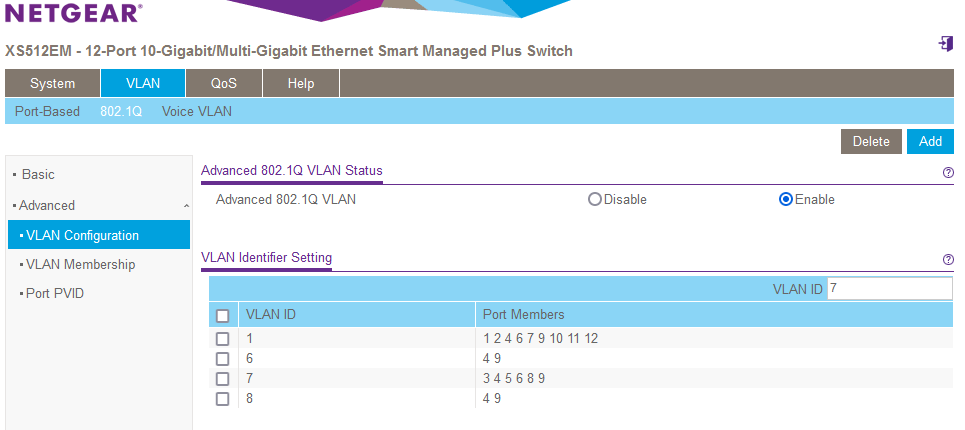 NETGEAR®
XS512EM - 12-Port 10-Gigabit/Multi-Gigabit Ethernet Smart Managed Plus Switch
System VLAN QoS Help
Port-Based 802.1Q Voice VLAN
Delete Add
Basic
Advanced
VLAN Configuration
VLAN Membership
Port PVID
Advanced 802.1Q VLAN Status
Advanced 802.1Q VLAN Disable Enable
VLAN Identifier Setting
VLAN ID 7
VLAN ID Port Members
1 1 2 4 6 7 9 10 11 12
6 4 9
7 3 4 5 6 8 9
8 4 9